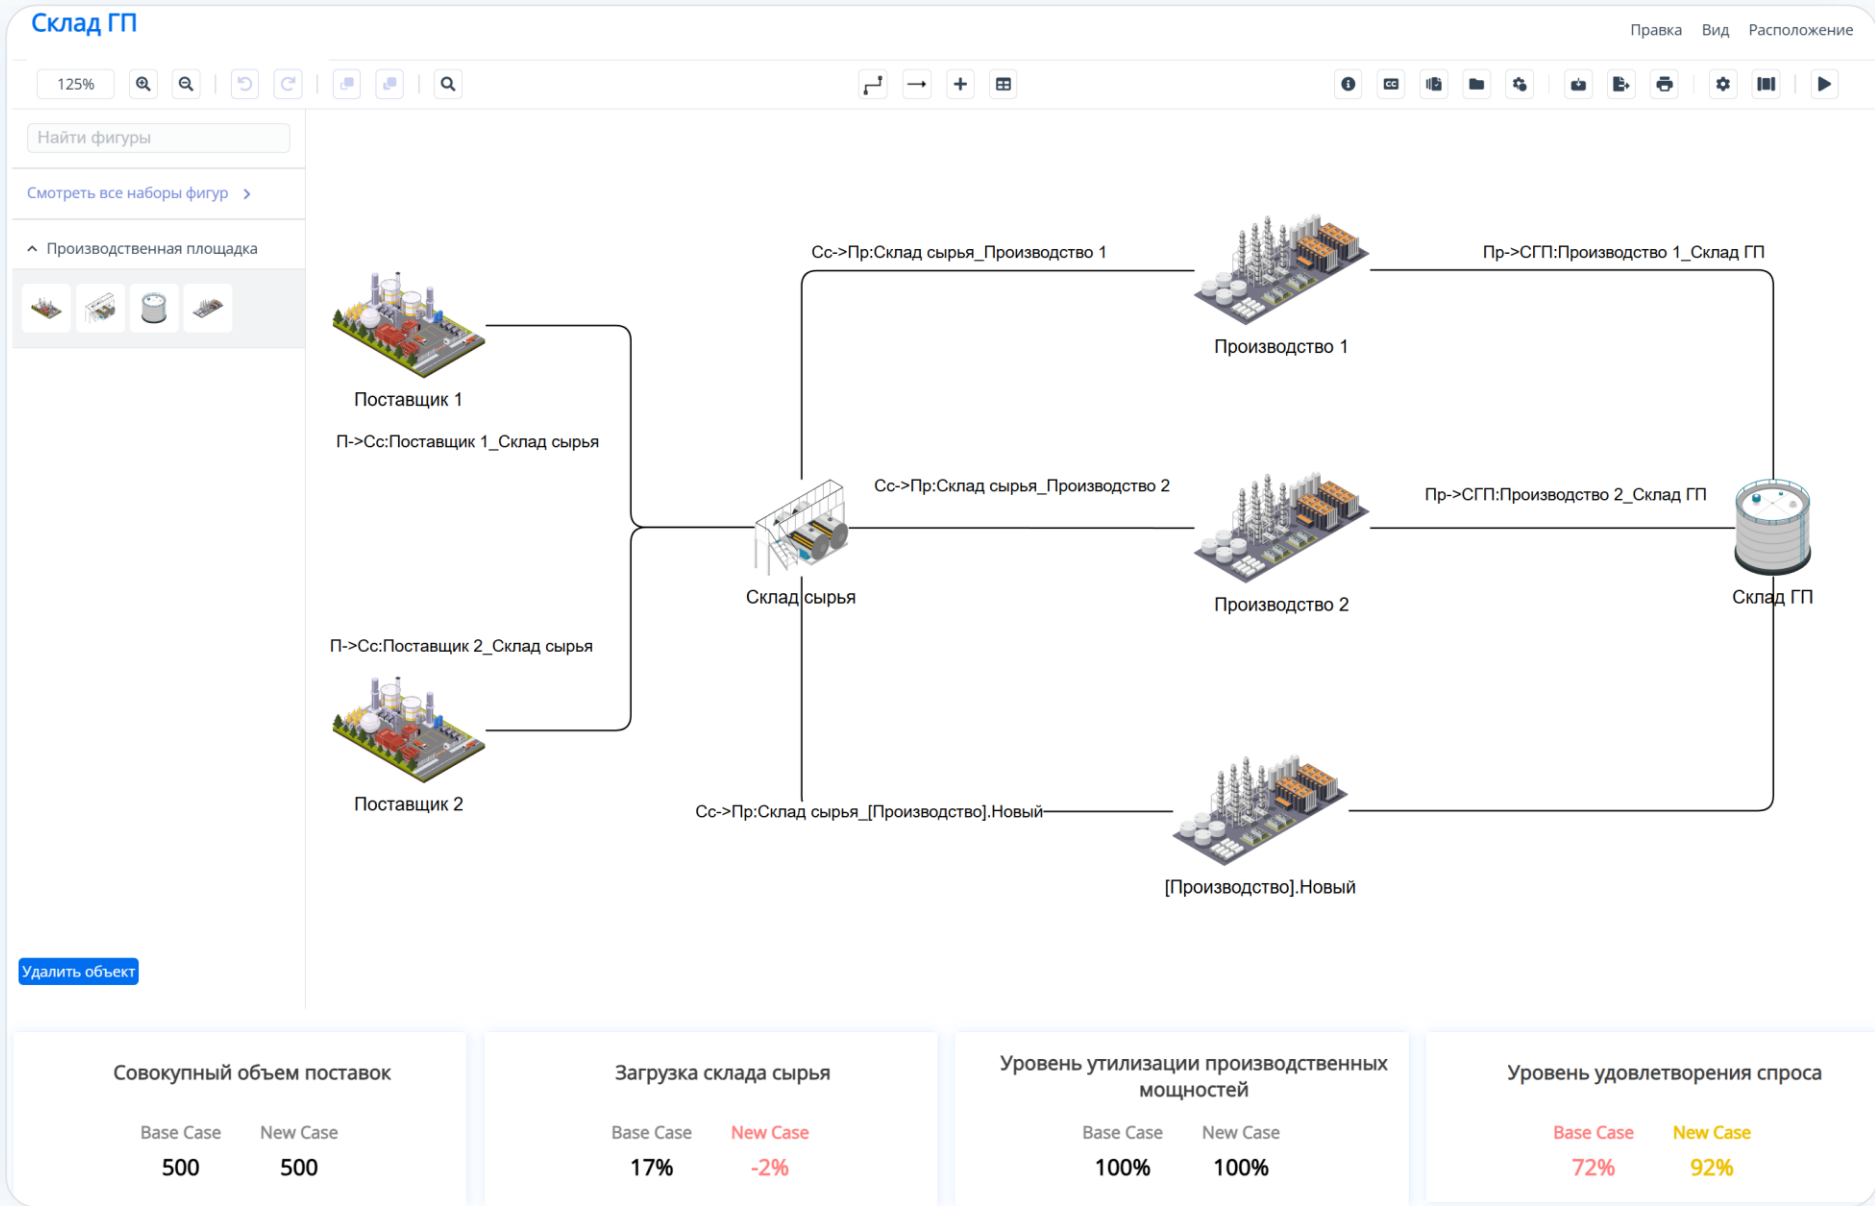 Склад ГП
Правка Вид Расположение
125%
Найти фигуры
Смотреть все наборы фигур
Производственная площадка
Сс->Пр:Склад сырья_Производство 1
Пр->СГП:Производство 1_Склад ГП
Производство 1
Поставщик 1
П->Сс:Поставщик 1_Склад сырья
Сс->Пр:Склад сырья_Производство 2
Пр->СГП:Производство 2_Склад ГП
Склад сырья
Производство 2
Склад ГП
П->Сс:Поставщик 2_Склад сырья
Поставщик 2
Сс->Пр:Склад сырья_[Производство].Новый
[Производство].Новый
Удалить объект
Совокупный объем поставок
Base Case New Case
500 500
Загрузка склада сырья
Base Case New Case
17% -2%
Уровень утилизации производственных
мощностей
Base Case New Case
100% 100%
Уровень удовлетворения спроса
Base Case New Case
72% 92%